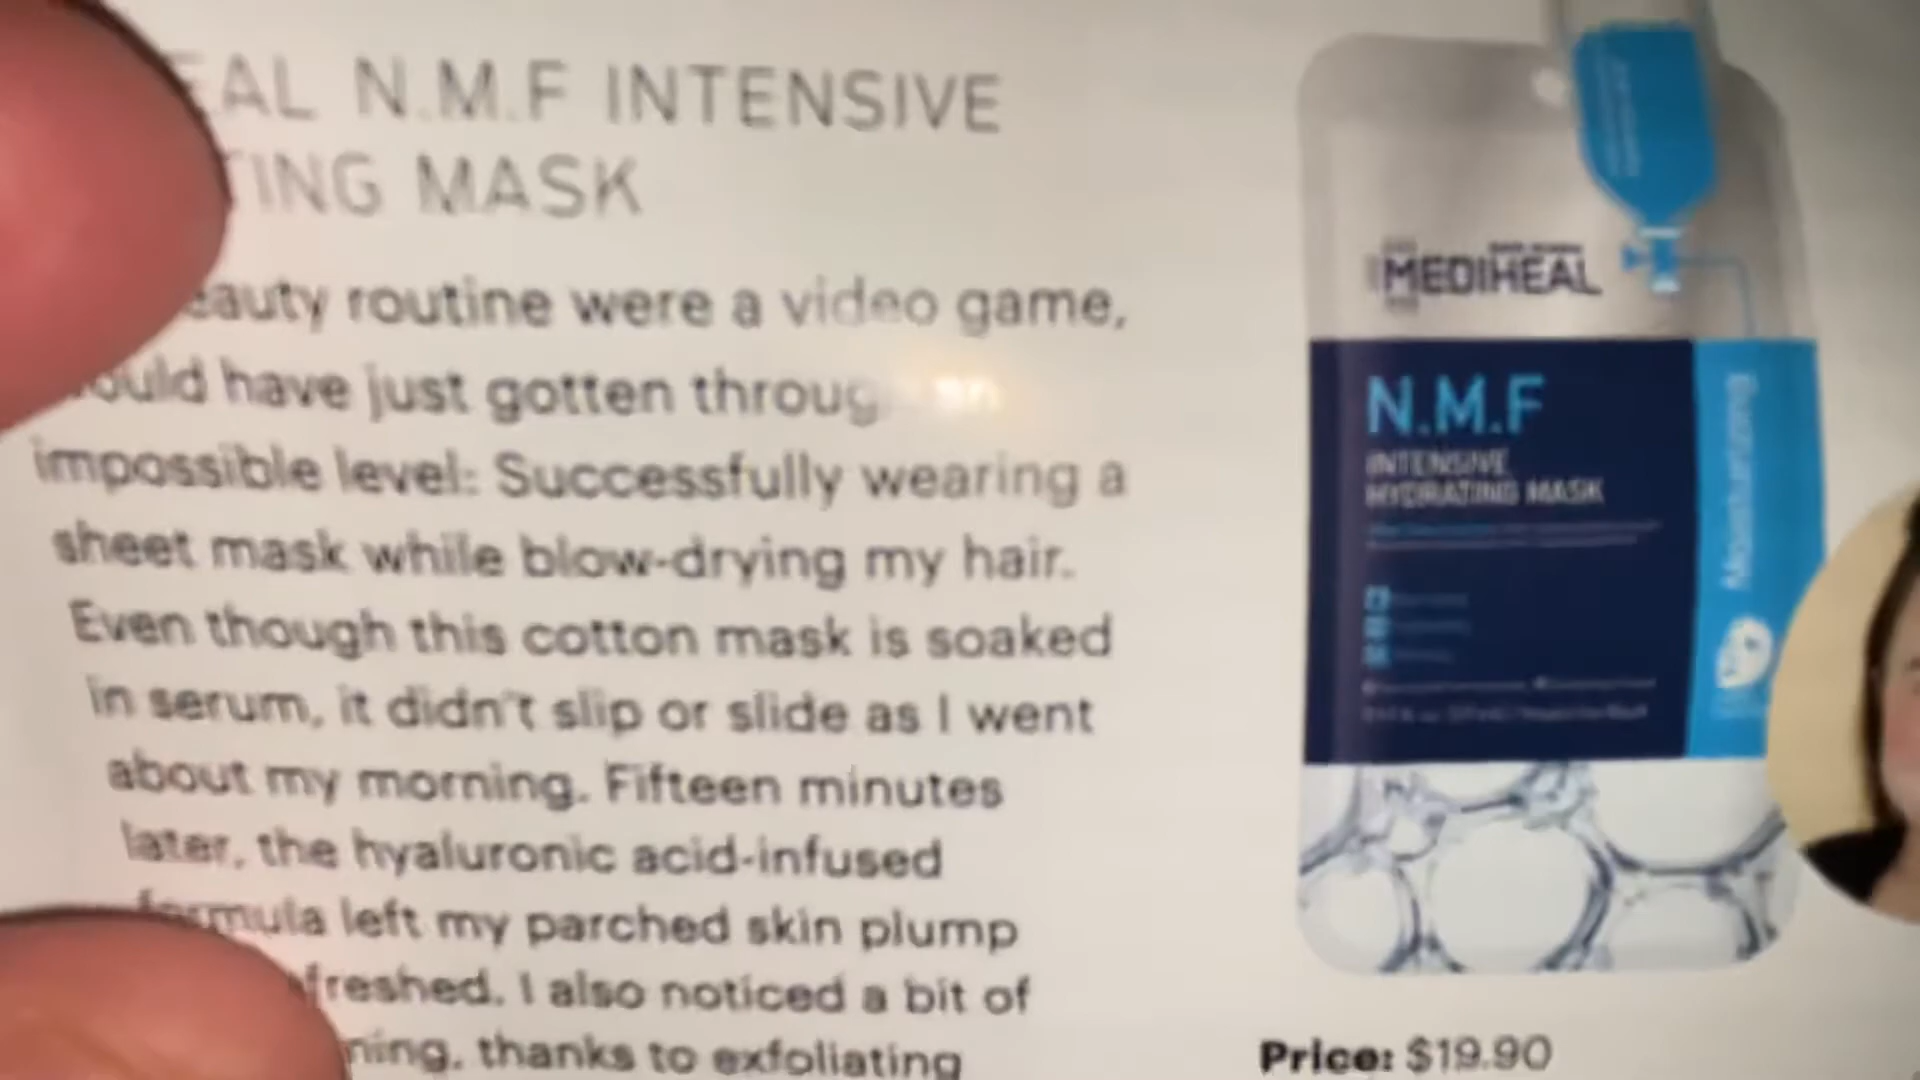 EAL N.M.F INTENSIVE
TING MASK
eauty routine were a video game,
ould have just gotten throug an
impossible level: Successfully wearing a
sheet mask while blow-drying my hair.
Even though this cotton mask is soaked
in serum, it didn't slip or slide as I went
about my morning. Fifteen minutes
later, the hyaluronic acid-infused
formula left my parched skin plump
freshed. I also noticed a bit of
ning, thanks to exfoliating
MEDIHEAL
N.M.F
INTENSIVE
HYDRATING MASK
Moisturizing
Price: $19.90